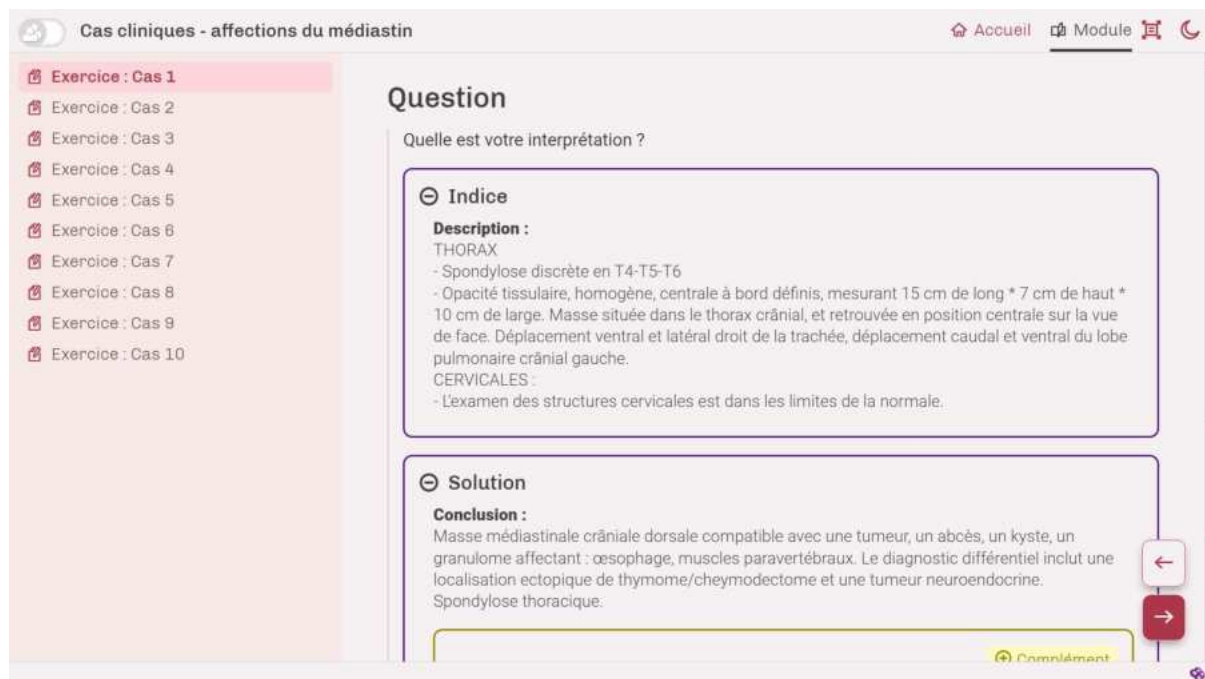 Cas cliniques - affections du médiastin
Accueil
Module
Exercice : Cas 1
Exercice : Cas 2
Exercice : Cas 3
Exercice : Cas 4
Exercice : Cas 5
Exercice : Cas 6
Exercice : Cas 7
Exercice : Cas 8
Exercice : Cas 9
Exercice : Cas 10
Question
Quelle est votre interprétation ?
Indice
Description :
THORAX
- Spondylose discrète en T4-T5-T6
- Opacité tissulaire, homogène, centrale à bord définis, mesurant 15 cm de long * 7 cm de haut *
10 cm de large. Masse située dans le thorax crânial, et retrouvée en position centrale sur la vue
de face. Déplacement ventral et latéral droit de la trachée, déplacement caudal et ventral du lobe
pulmonaire crânial gauche.
CERVICALES :
- L'examen des structures cervicales est dans les limites de la normale.
Solution
Conclusion :
Masse médiastinale crâniale dorsale compatible avec une tumeur, un abcès, un kyste, un
granulome affectant : œsophage, muscles paravertébraux. Le diagnostic différentiel inclut une
localisation ectopique de thymome/cheymodectome et une tumeur neuroendocrine.
Spondylose thoracique.
Complément